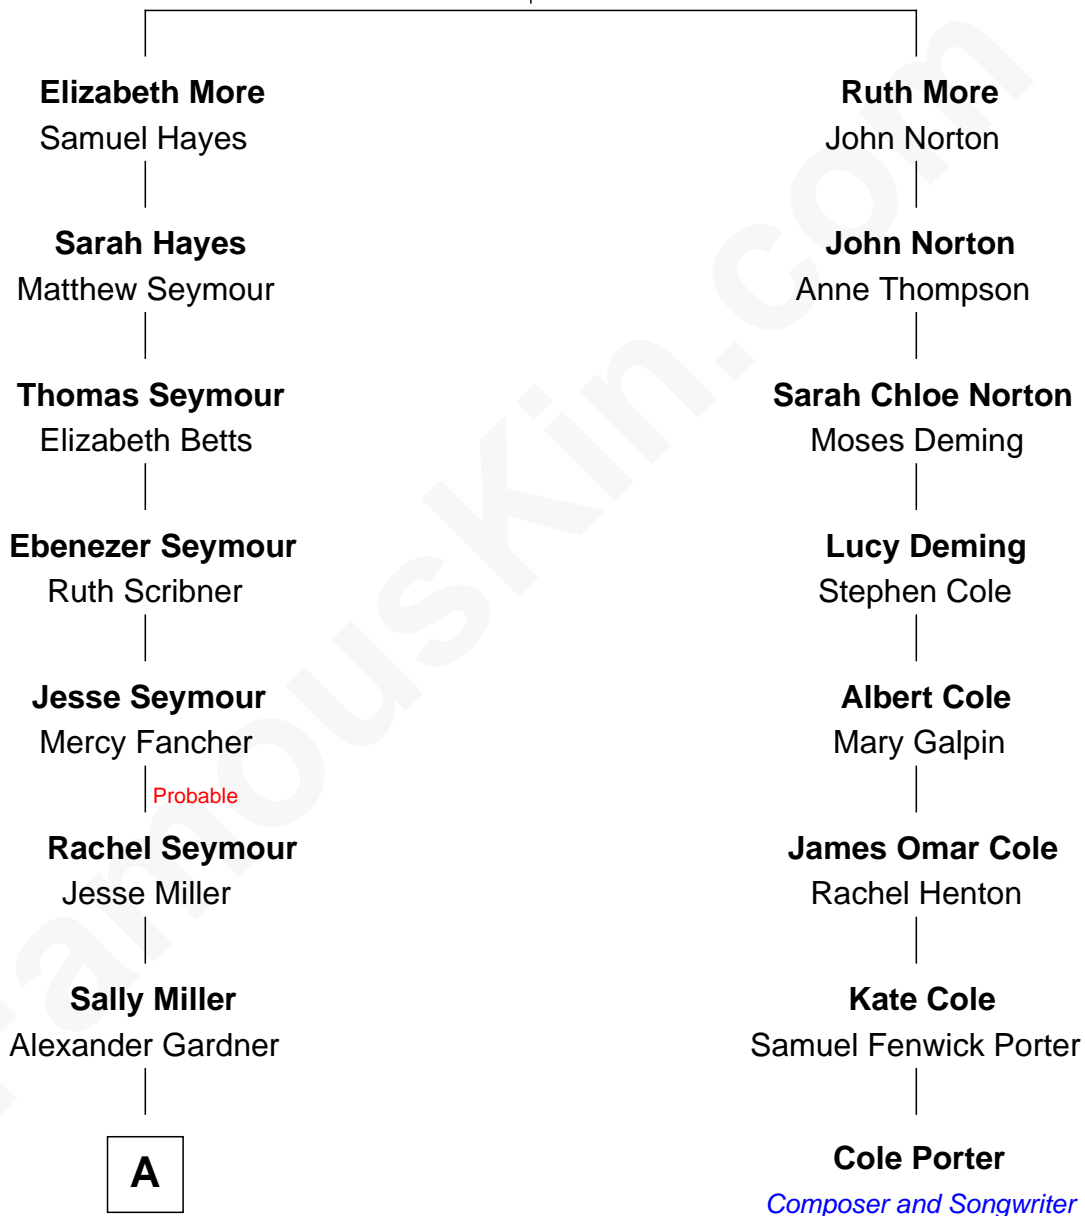 Elizabeth More
Samuel Hayes
Sarah Hayes
Matthew Seymour
Thomas Seymour
Elizabeth Betts
Ebenezer Seymour
Ruth Scribner
Jesse Seymour
Mercy Fancher
Probable
Rachel Seymour
Jesse Miller
Sally Miller
Alexander Gardner
A
Ruth More
John Norton
John Norton
Anne Thompson
Sarah Chloe Norton
Moses Deming
Lucy Deming
Stephen Cole
Albert Cole
Mary Galpin
James Omar Cole
Rachel Henton
Kate Cole
Samuel Fenwick Porter
Cole Porter
Composer and Songwriter
FamousKin.com